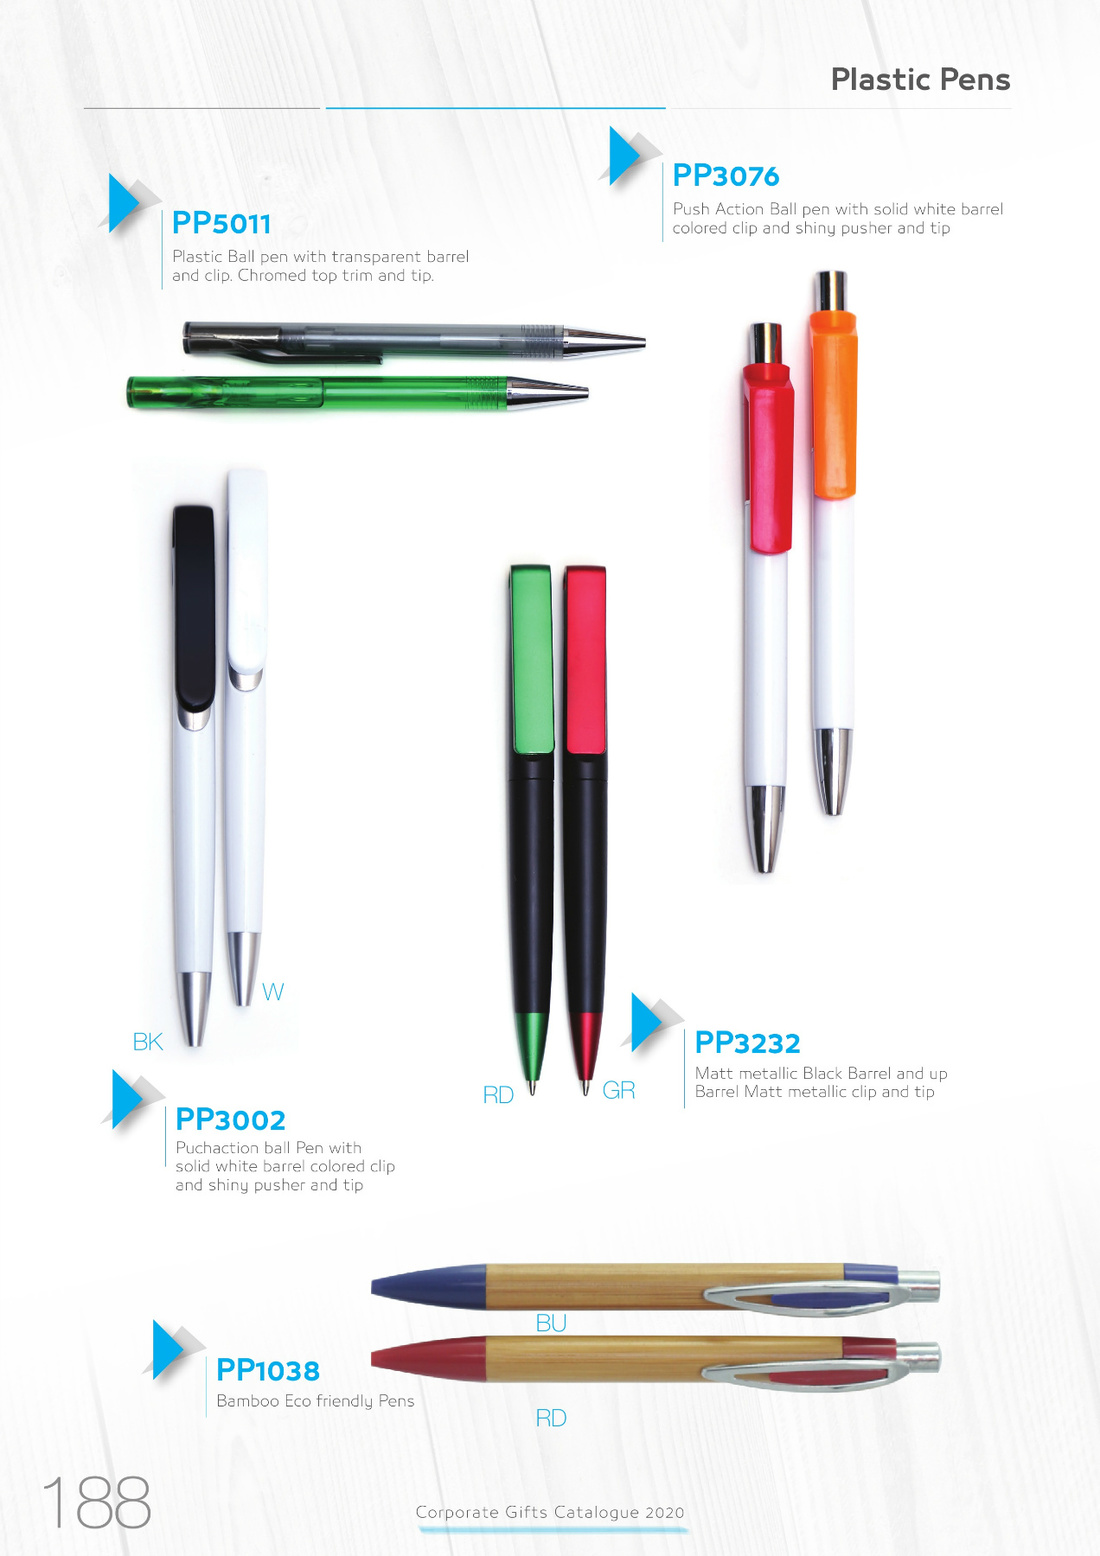 Plastic Pens
PP5011
Plastic Ball pen with transparent barrel
and clip. Chromed top trim and tip.
PP3076
Push Action Ball pen with solid white barrel
colored clip and shiny pusher and tip
W
BK
PP3002
Puchaction ball Pen with
solid white barrel colored clip
and shiny pusher and tip
RD
GR
PP3232
Matt metallic Black Barrel and up
Barrel Matt metallic clip and tip
BU
RD
PP1038
Bamboo Eco friendly Pens
188
Corporate Gifts Catalogue 2020